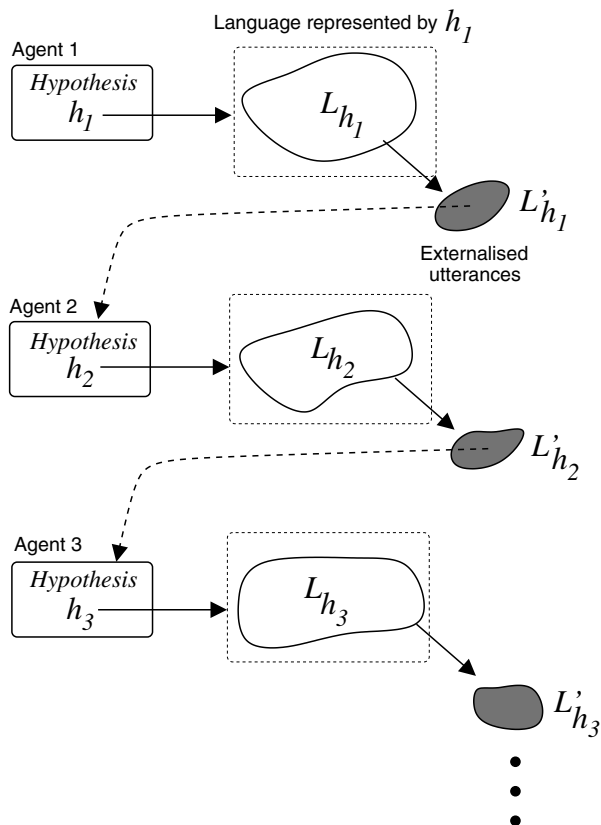 Language represented by h1
Agent 1
Hypothesis
h1
Lh1
L'h1
Externalised
utterances
Agent 2
Hypothesis
h2
Lh2
L'h2
Agent 3
Hypothesis
h3
Lh3
L'h3